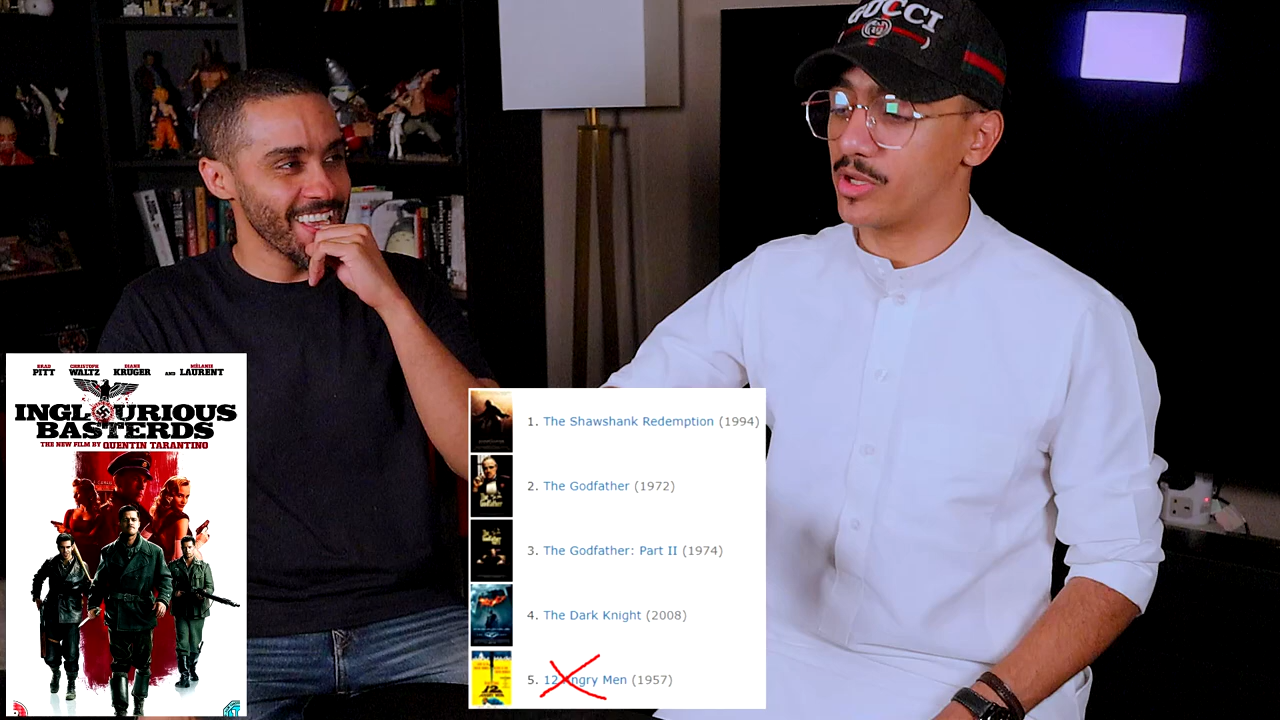 GUCCI
BRAD PITT CHRISTOPH WALTZ DIANE KRUGER AND MÉLANIE LAURENT
INGLOURIOUS
BASTERDS
THE NEW FILM BY QUENTIN TARANTINO
1. The Shawshank Redemption (1994)
2. The Godfather (1972)
3. The Godfather: Part II (1974)
4. The Dark Knight (2008)
5. 12 Angry Men (1957)